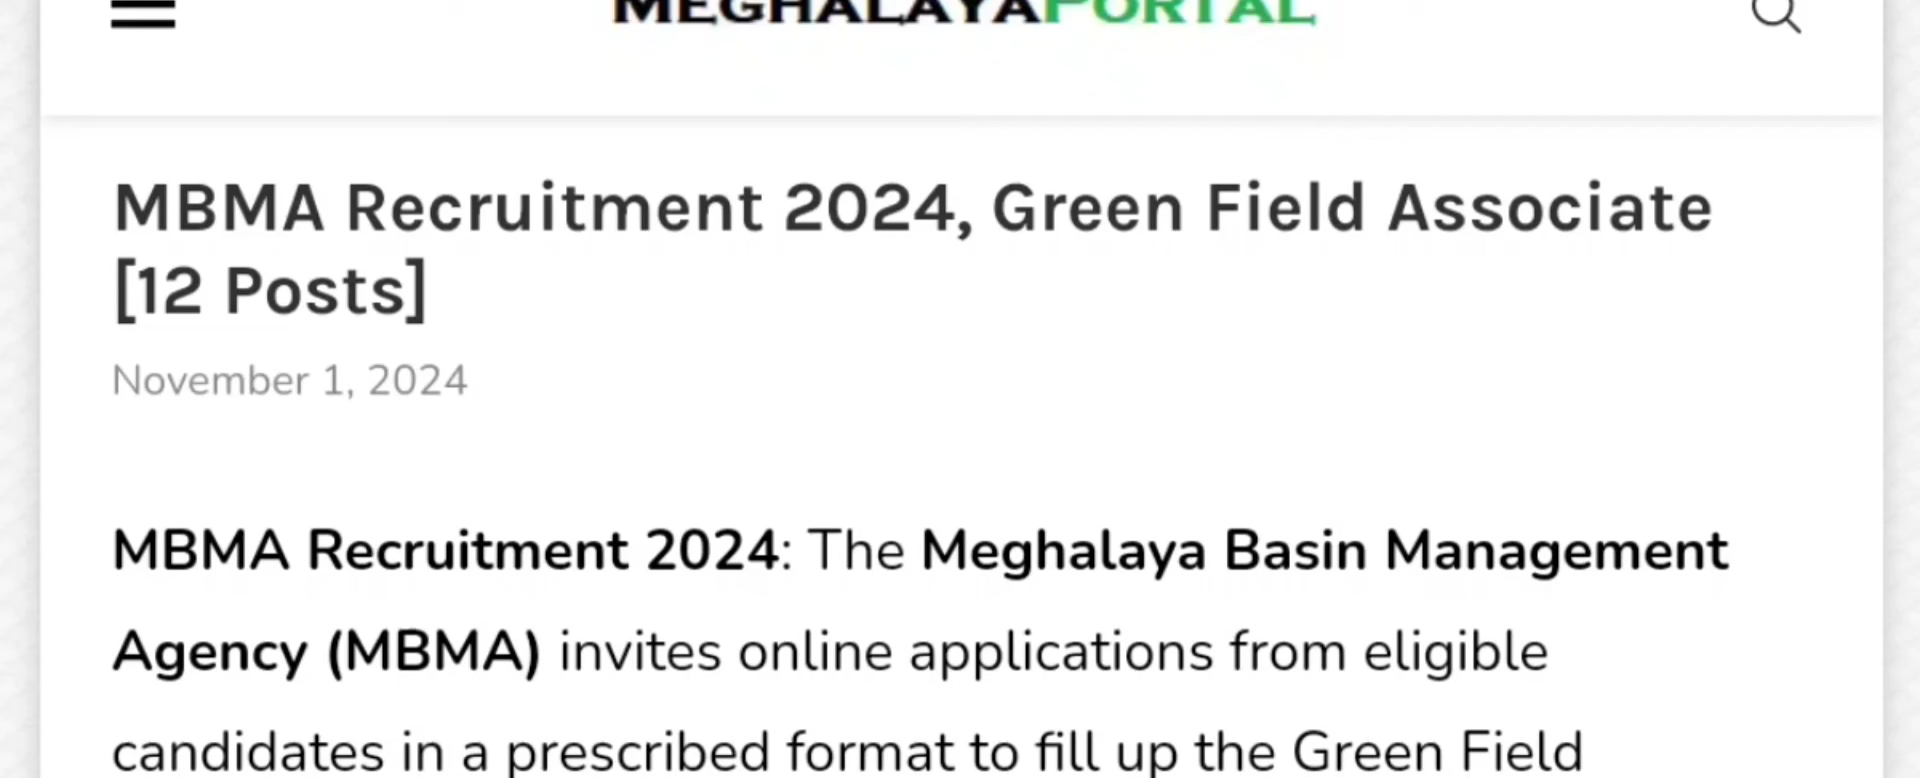 MEGHALAYAPORTAL
MBMA Recruitment 2024, Green Field Associate
[12 Posts]
November 1, 2024
MBMA Recruitment 2024: The Meghalaya Basin Management
Agency (MBMA) invites online applications from eligible
candidates in a prescribed format to fill up the Green Field